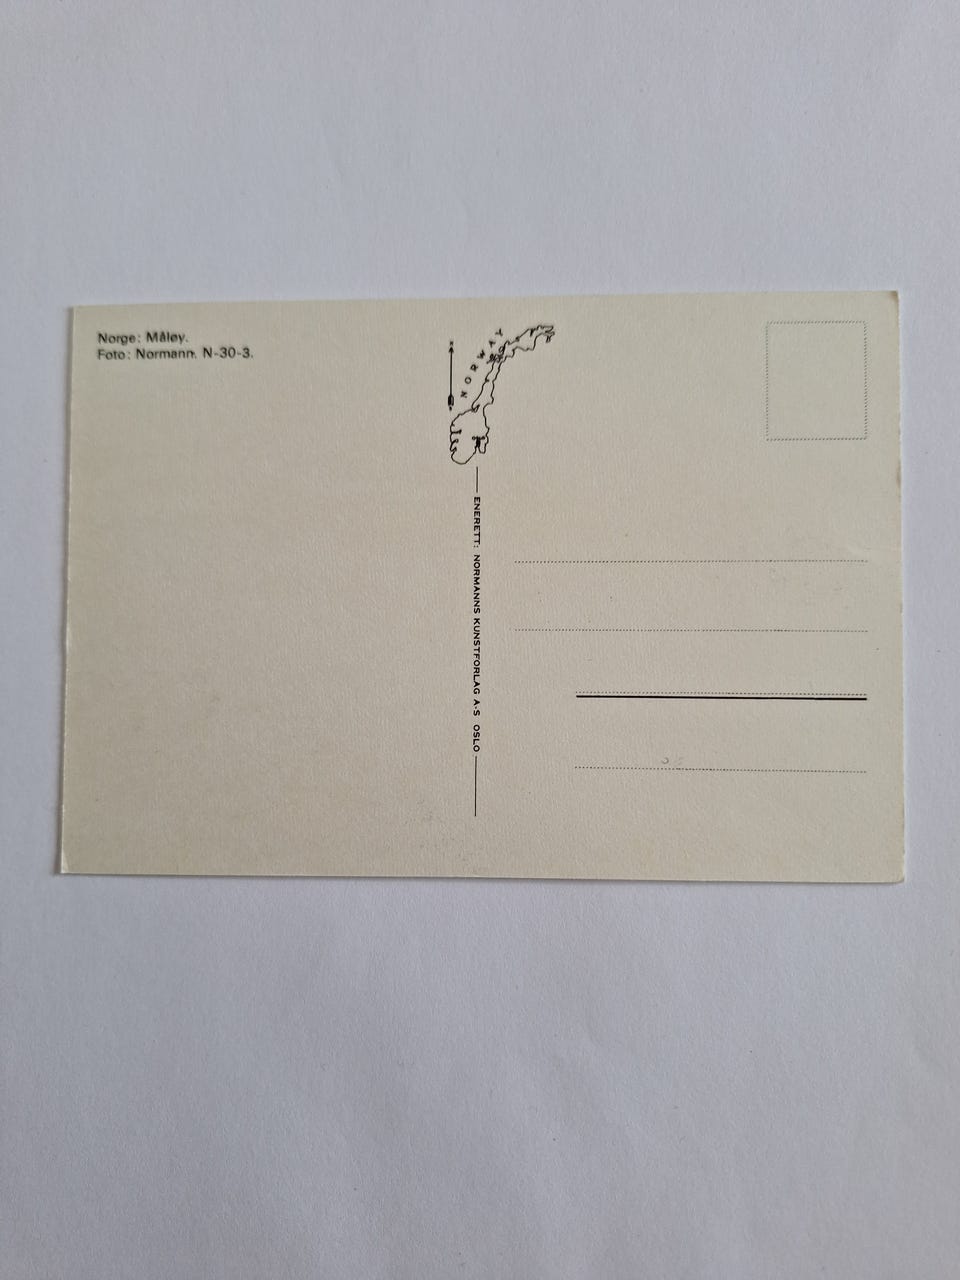 Norge: Måløy.
Foto: Normann. N-30-3.
NORWAY
ENERETT: NORMANNS KUNSTFORLAG A-S OSLO